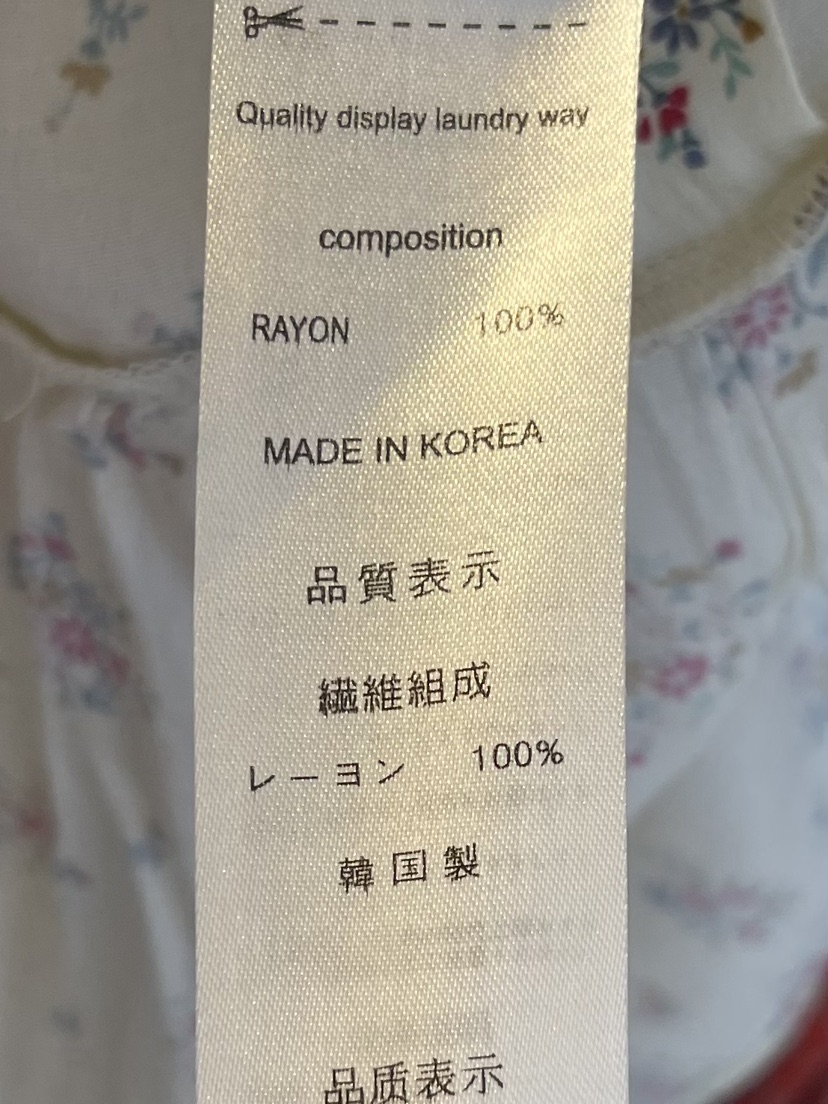 Quality display laundry way
composition
RAYON 100%
MADE IN KOREA
品質表示
繊維組成
レーヨン 100%
韓国製
品质表示